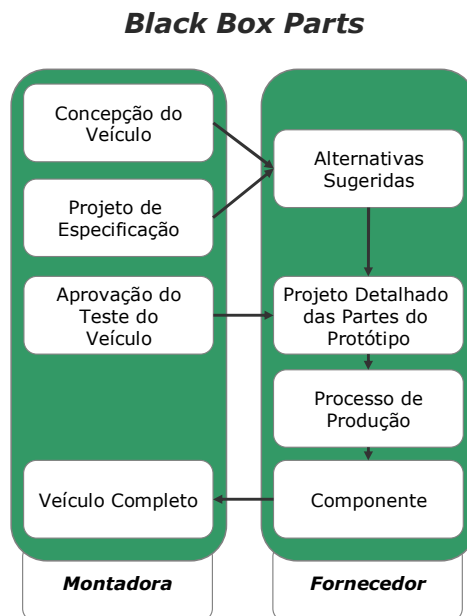 Black Box Parts
Concepção do
Veículo
Projeto de
Especificação
Aprovação do
Teste do
Veículo
Veículo Completo
Montadora
Alternativas
Sugeridas
Projeto Detalhado
das Partes do
Protótipo
Processo de
Produção
Componente
Fornecedor